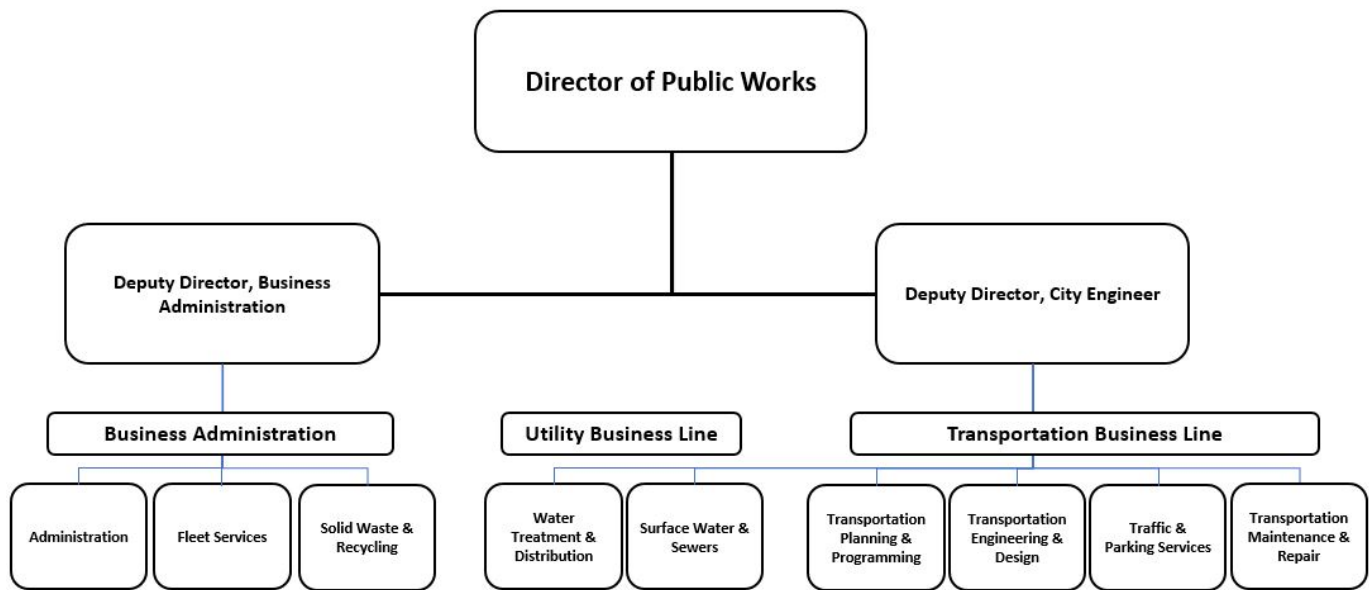 Director of Public Works
Deputy Director, Business
Administration
Deputy Director, City Engineer
Business Administration
Utility Business Line
Transportation Business Line
Administration
Fleet Services
Solid Waste &
Recycling
Water
Treatment &
Distribution
Surface Water &
Sewers
Transportation
Planning &
Programming
Transportation
Engineering &
Design
Traffic &
Parking Services
Transportation
Maintenance &
Repair